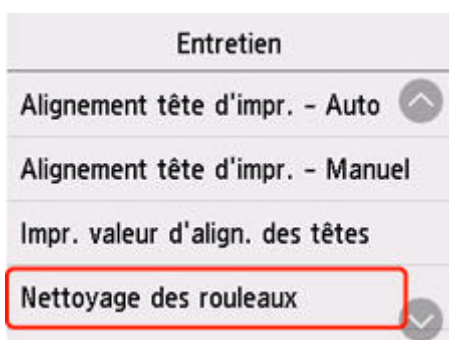 Entretien
Alignement tête d'impr. - Auto
Alignement tête d'impr. - Manuel
Impr. valeur d'align. des têtes
Nettoyage des rouleaux